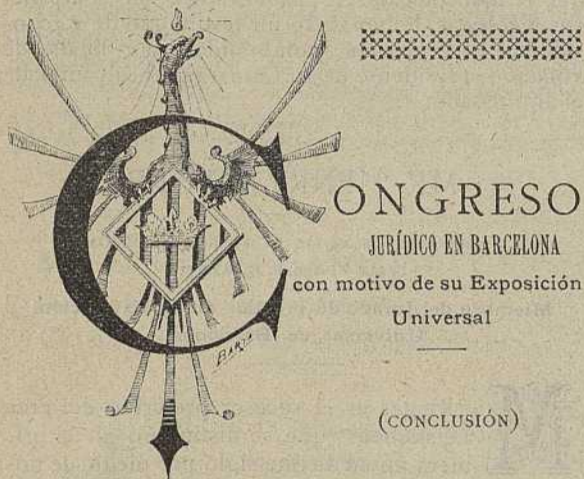 CONGRESO
JURÍDICO EN BARCELONA
con motivo de su Exposición
Universal
(CONCLUSIÓN)